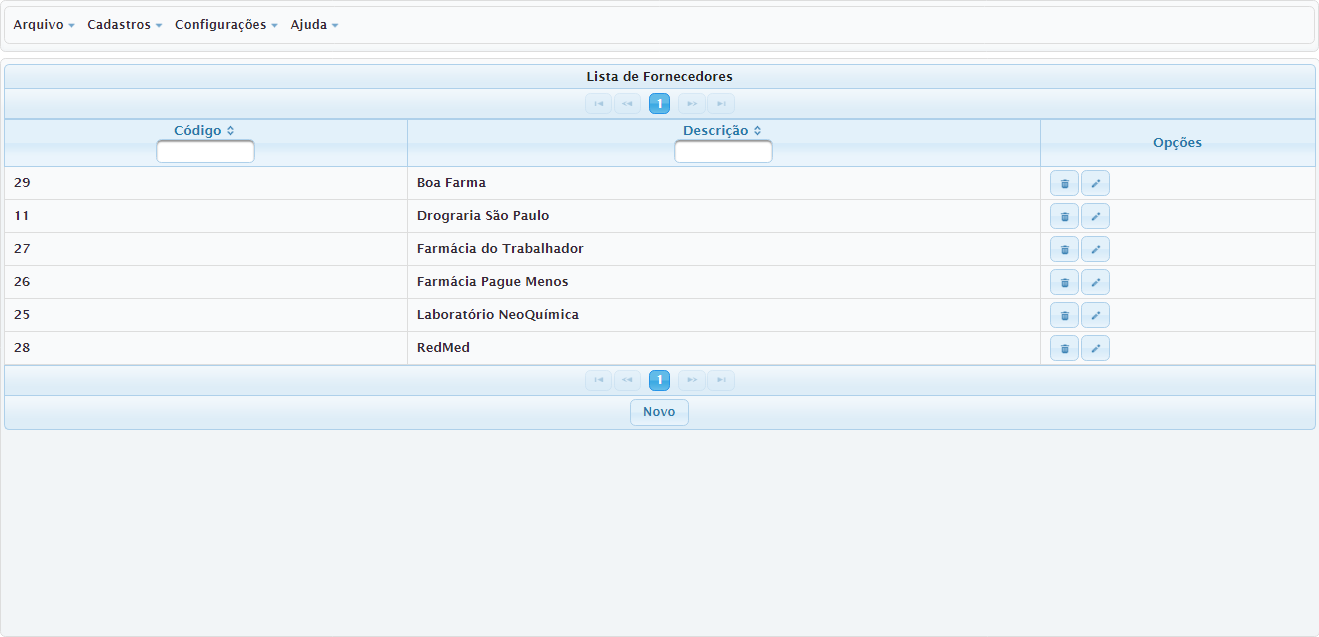 Arquivo Cadastros Configurações Ajuda
Lista de Fornecedores
1
Código Descrição Opções
29 Boa Farma
11 Drograria São Paulo
27 Farmácia do Trabalhador
26 Farmácia Pague Menos
25 Laboratório NeoQuímica
28 RedMed
1
Novo